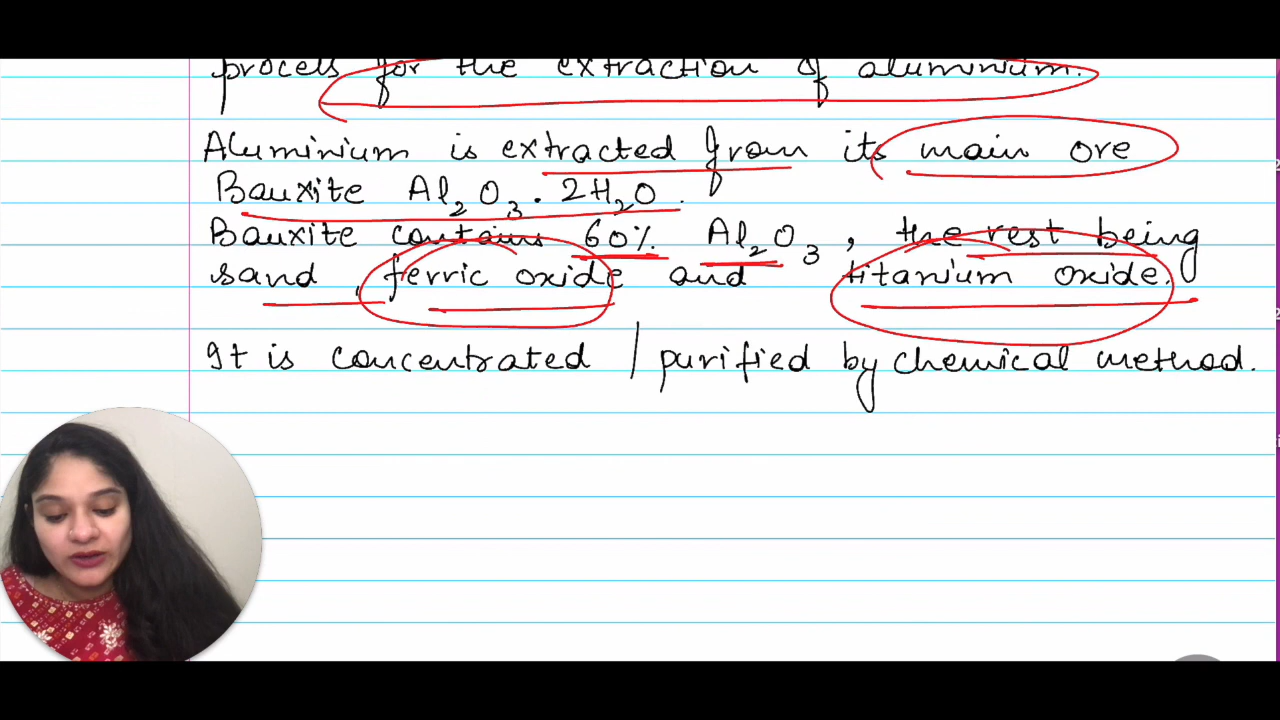 process for the extraction of aluminium.
Aluminium is extracted from its main ore
Bauxite Al₂O₃·2H₂O.
Bauxite contains 60% Al₂O₃, the rest being
sand, ferric oxide and titanium oxide.
It is concentrated / purified by chemical method.